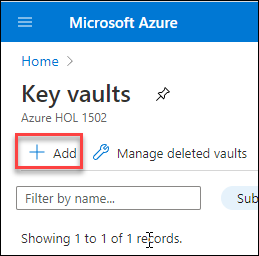 Microsoft Azure
Home >
Key vaults
Azure HOL 1502
+ Add Manage deleted vaults
Filter by name...
Sub
Showing 1 to 1 of 1 records.